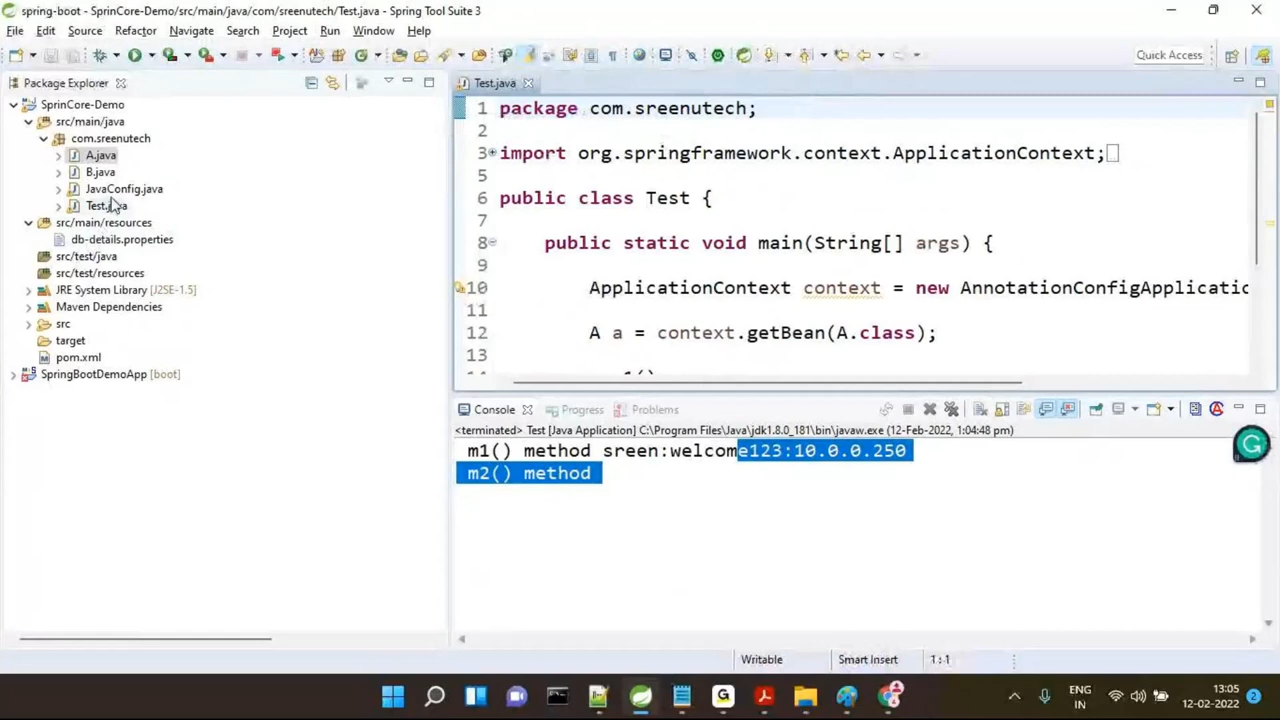 spring-boot - SprinCore-Demo/src/main/java/com/sreenutech/Test.java - Spring Tool Suite 3
File Edit Source Refactor Navigate Search Project Run Window Help
Quick Access
Package Explorer
SprinCore-Demo
src/main/java
com.sreenutech
A.java
B.java
JavaConfig.java
Test.java
src/main/resources
db-details.properties
src/test/java
src/test/resources
JRE System Library [J2SE-1.5]
Maven Dependencies
src
target
pom.xml
SpringBootDemoApp [boot]
Test.java
1 package com.sreenutech;
2
3 import org.springframework.context.ApplicationContext;
5
6 public class Test {
7
8 public static void main(String[] args) {
9
10 ApplicationContext context = new AnnotationConfigApplicatio
11
12 A a = context.getBean(A.class);
13
Console Progress Problems
<terminated> Test [Java Application] C:\Program Files\Java\jdk1.8.0_181\bin\javaw.exe (12-Feb-2022, 1:04:48 pm)
m1() method sreen:welcome123:10.0.0.250
m2() method
Writable Smart Insert 1:1
ENG
IN
13:05
12-02-2022
2